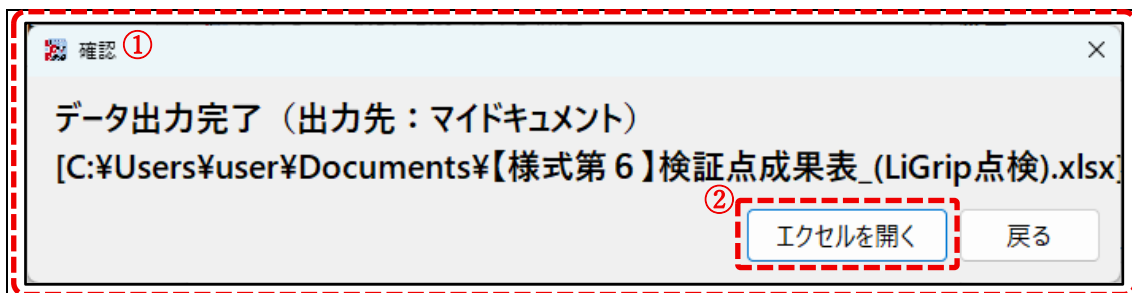 確認 ①
データ出力完了（出力先：マイドキュメント）
[C:¥Users¥user¥Documents¥【様式第６】検証点成果表_(LiGrip点検).xlsx]
②
エクセルを開く 戻る